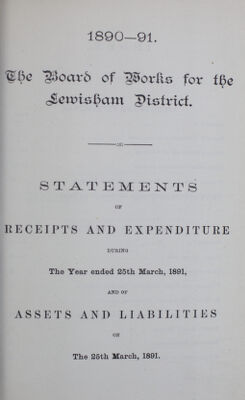 1890—91.
The Board of Works for the
Lewisham District.
STATEMENTS
OF
RECEIPTS AND EXPENDITURE
DURING
The Year ended 25th March, 1891,
AND OF
ASSETS AND LIABILITIES
ON
The 25th March, 1891.